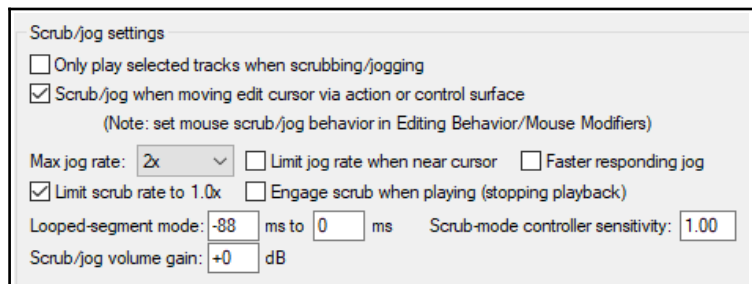 Scrub/jog settings
Only play selected tracks when scrubbing/jogging
Scrub/jog when moving edit cursor via action or control surface
(Note: set mouse scrub/jog behavior in Editing Behavior/Mouse Modifiers)
Max jog rate: 2x Limit jog rate when near cursor Faster responding jog
Limit scrub rate to 1.0x Engage scrub when playing (stopping playback)
Looped-segment mode: -88 ms to 0 ms Scrub-mode controller sensitivity: 1.00
Scrub/jog volume gain: +0 dB